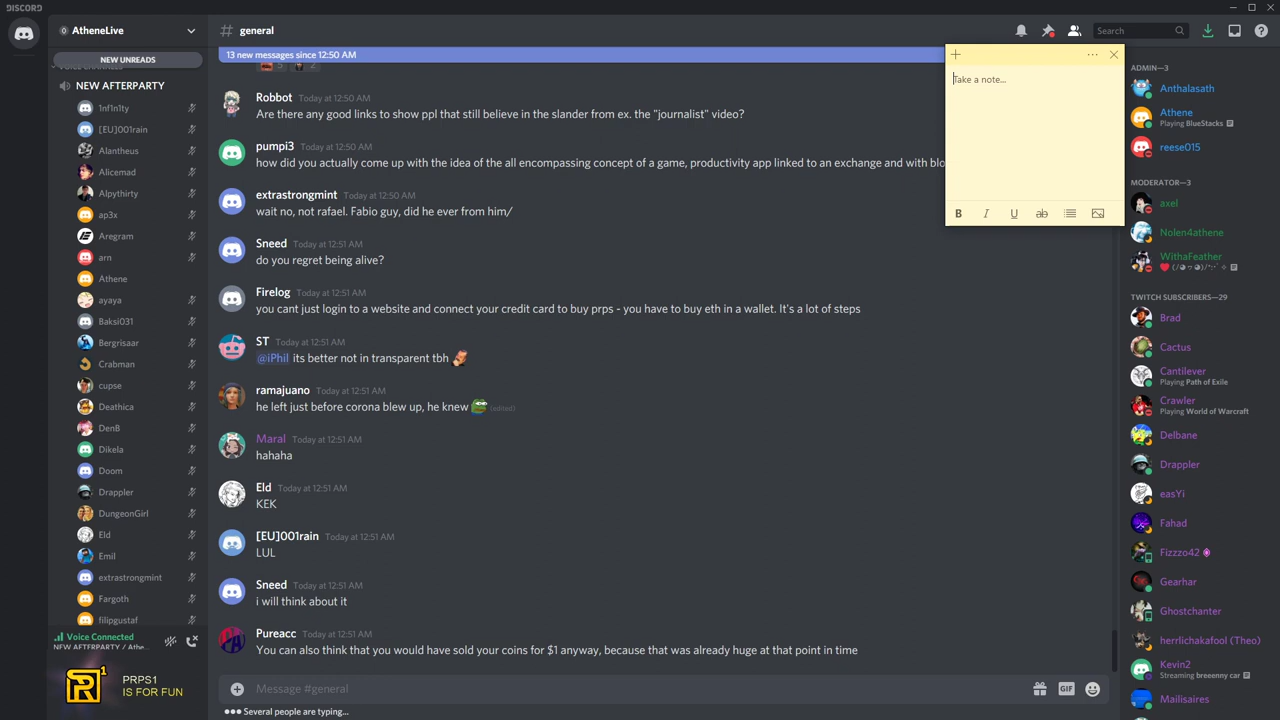 DISCORD
AtheneLive
NEW UNREADS
NEW AFTERPARTY
1nf1n1ty
[EU]001rain
Alantheus
Alicemad
Alpythirty
ap3x
Aregram
arn
Athene
ayaya
Baksi031
Bergrisaar
Crabman
cupse
Deathica
DenB
Dikela
Doom
Drappler
DungeonGirl
Eld
Emil
extrastrongmint
Fargoth
filipgustaf
Voice Connected
NEW AFTERPARTY / Athe...
PRPS1
IS FOR FUN
# general
Search
13 new messages since 12:50 AM
Robbot Today at 12:50 AM
Are there any good links to show ppl that still believe in the slander from ex. the "journalist" video?
pumpi3 Today at 12:50 AM
how did you actually come up with the idea of the all encompassing concept of a game, productivity app linked to an exchange and with blo
extrastrongmint Today at 12:50 AM
wait no, not rafael. Fabio guy, did he ever from him/
Sneed Today at 12:51 AM
do you regret being alive?
Firelog Today at 12:51 AM
you cant just login to a website and connect your credit card to buy prps - you have to buy eth in a wallet. It's a lot of steps
ST Today at 12:51 AM
@iPhil its better not in transparent tbh
ramajuano Today at 12:51 AM
he left just before corona blew up, he knew (edited)
Maral Today at 12:51 AM
hahaha
Eld Today at 12:51 AM
KEK
[EU]001rain Today at 12:51 AM
LUL
Sneed Today at 12:51 AM
i will think about it
Pureacc Today at 12:51 AM
You can also think that you would have sold your coins for $1 anyway, because that was already huge at that point in time
Message #general
GIF
Several people are typing...
Take a note...
B I U ab
ADMIN—3
Anthalasath
Athene
Playing BlueStacks
reese015
MODERATOR—3
axel
Nolen4athene
WithaFeather
TWITCH SUBSCRIBERS—29
Brad
Cactus
Cantilever
Playing Path of Exile
Crawler
Playing World of Warcraft
Delbane
Drappler
easYi
Fahad
Fizzzo42
Gearhar
Ghostchanter
herrlichakafool (Theo)
Kevin2
Streaming breeenny car
Mailisaires